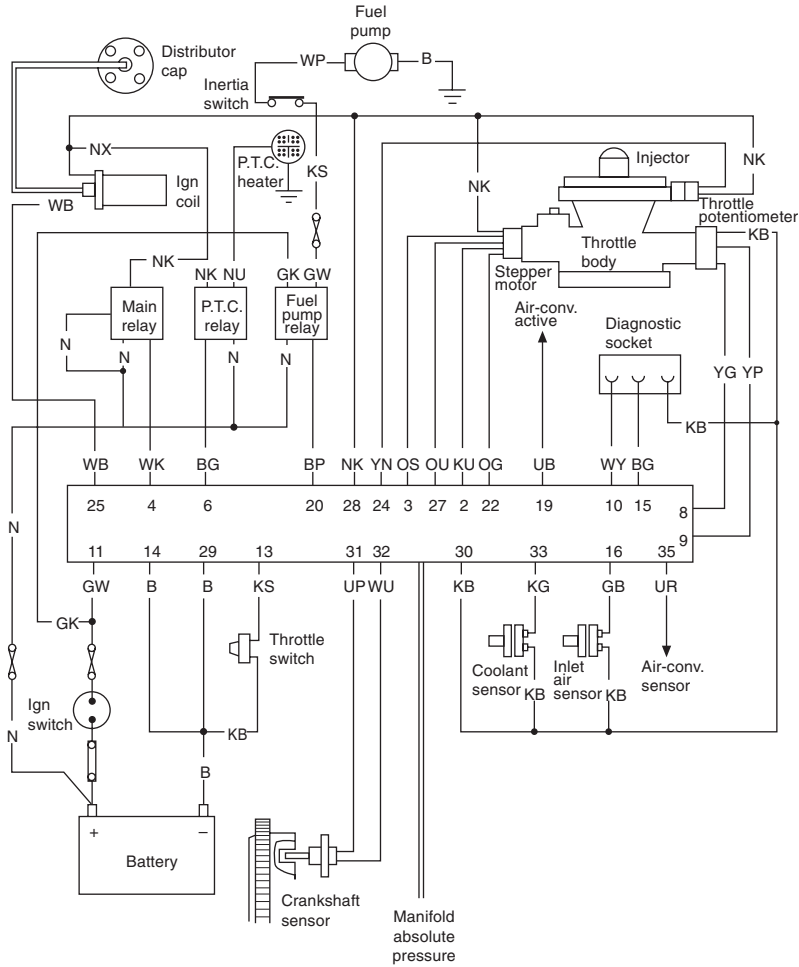 Fuel
pump
Distributor
cap
WP
B
Inertia
switch
NX
P.T.C.
heater
KS
Injector
NK
NK
Ign
coil
WB
Throttle
potentiometer
KB
Throttle
body
NK
NK
NU
GK
GW
Stepper
motor
Main
relay
P.T.C.
relay
Fuel
pump
relay
Air-conv.
active
Diagnostic
socket
N
N
N
N
YG
YP
KB
WB
WK
BG
BP
NK
YN
OS
OU
KU
OG
UB
WY
BG
25
4
6
20
28
24
3
27
2
22
19
10
15
8
9
N
11
14
29
13
31
32
30
33
16
35
GW
B
B
KS
UP
WU
KB
KG
GB
UR
GK
Throttle
switch
Coolant
sensor
KB
Inlet
air
sensor
KB
Air-conv.
sensor
Ign
switch
N
KB
B
+
–
Battery
Crankshaft
sensor
Manifold
absolute
pressure